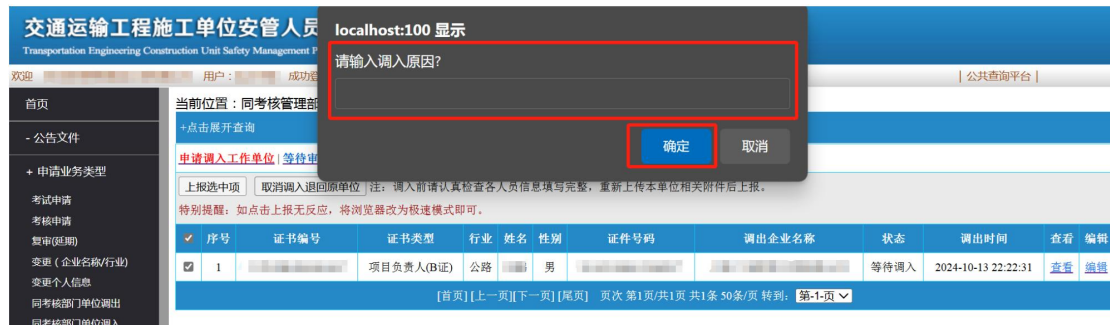 交通运输工程施工单位安管人员
Transportation Engineering Construction Unit Safety Management P
欢迎 用户： 成功登
| 公共查询平台 |
localhost:100 显示
请输入调入原因?
确定
取消
首页
- 公告文件
+ 申请业务类型
考试申请
考核申请
复审(延期)
变更（企业名称/行业）
变更个人信息
同考核部门单位调出
同考核部门单位调入
当前位置：同考核管理部
+点击展开查询
申请调入工作单位 | 等待审
上报选中项 取消调入退回原单位 注：调入前请认真检查各人员信息填写完整，重新上传本单位相关附件后上报。
特别提醒：如点击上报无反应，将浏览器改为极速模式即可。
序号 证书编号 证书类型 行业 姓名 性别 证件号码 调出企业名称 状态 调出时间 查看 编辑
1 项目负责人(B证) 公路 男 等待调入 2024-10-13 22:22:31 查看 编辑
[首页] [上一页][下一页] [尾页] 页次 第1页/共1页 共1条 50条/页 转到: 第-1-页